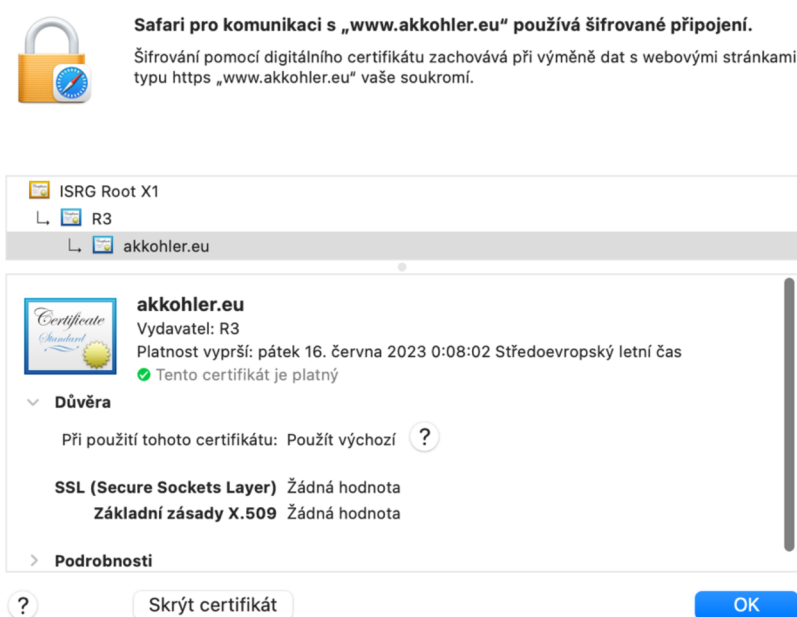 Safari pro komunikaci s „www.akkohler.eu“ používá šifrované připojení.
Šifrování pomocí digitálního certifikátu zachovává při výměně dat s webovými stránkami
typu https „www.akkohler.eu“ vaše soukromí.
ISRG Root X1
R3
akkohler.eu
Certificate
Standard
akkohler.eu
Vydavatel: R3
Platnost vyprší: pátek 16. června 2023 0:08:02 Středoevropský letní čas
Tento certifikát je platný
Důvěra
Při použití tohoto certifikátu: Použít výchozí ?
SSL (Secure Sockets Layer) Žádná hodnota
Základní zásady X.509 Žádná hodnota
Podrobnosti
? Skrýt certifikát OK